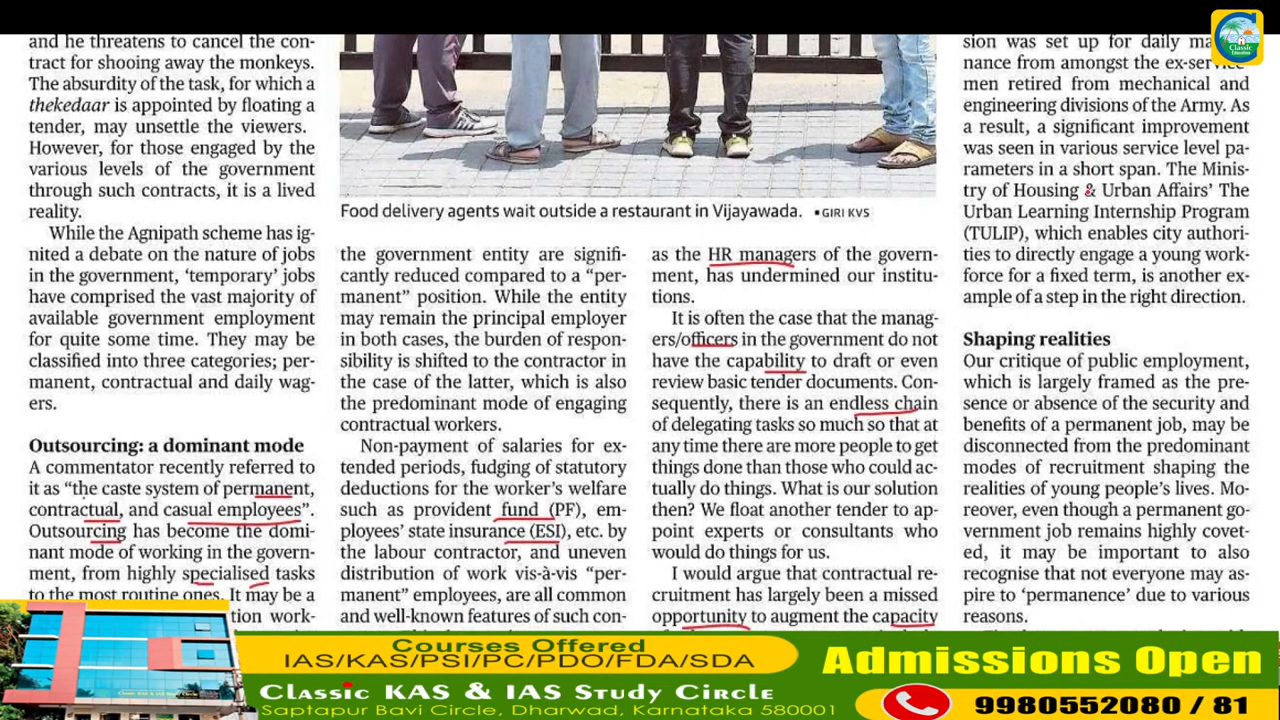 and he threatens to cancel the con-
tract for shooing away the monkeys.
The absurdity of the task, for which a
thekedaar is appointed by floating a
tender, may unsettle the viewers.
However, for those engaged by the
various levels of the government
through such contracts, it is a lived
reality.
While the Agnipath scheme has ig-
nited a debate on the nature of jobs
in the government, ‘temporary’ jobs
have comprised the vast majority of
available government employment
for quite some time. They may be
classified into three categories; per-
manent, contractual and daily wag-
ers.
Outsourcing: a dominant mode
A commentator recently referred to
it as “the caste system of permanent,
contractual, and casual employees”.
Outsourcing has become the domi-
nant mode of working in the govern-
ment, from highly specialised tasks
to the most routine ones. It may be a
tion work-
Food delivery agents wait outside a restaurant in Vijayawada. ▪GIRI KVS
the government entity are signifi-
cantly reduced compared to a “per-
manent” position. While the entity
may remain the principal employer
in both cases, the burden of respon-
sibility is shifted to the contractor in
the case of the latter, which is also
the predominant mode of engaging
contractual workers.
Non-payment of salaries for ex-
tended periods, fudging of statutory
deductions for the worker’s welfare
such as provident fund (PF), em-
ployees’ state insurance (ESI), etc. by
the labour contractor, and uneven
distribution of work vis-à-vis “per-
manent” employees, are all common
and well-known features of such con-
as the HR managers of the govern-
ment, has undermined our institu-
tions.
It is often the case that the manag-
ers/officers in the government do not
have the capability to draft or even
review basic tender documents. Con-
sequently, there is an endless chain
of delegating tasks so much so that at
any time there are more people to get
things done than those who could ac-
tually do things. What is our solution
then? We float another tender to ap-
point experts or consultants who
would do things for us.
I would argue that contractual re-
cruitment has largely been a missed
opportunity to augment the capacity
sion was set up for daily
nance from amongst the ex-service
men retired from mechanical and
engineering divisions of the Army. As
a result, a significant improvement
was seen in various service level pa-
rameters in a short span. The Minis-
try of Housing & Urban Affairs’ The
Urban Learning Internship Program
(TULIP), which enables city authori-
ties to directly engage a young work-
force for a fixed term, is another ex-
ample of a step in the right direction.
Shaping realities
Our critique of public employment,
which is largely framed as the pre-
sence or absence of the security and
benefits of a permanent job, may be
disconnected from the predominant
modes of recruitment shaping the
realities of young people’s lives. Mo-
reover, even though a permanent go-
vernment job remains highly covet-
ed, it may be important to also
recognise that not everyone may as-
pire to ‘permanence’ due to various
reasons.
Classic
Education
Courses Offered
IAS/KAS/PSI/PC/PDO/FDA/SDA
Classic KAS & IAS Study Circle
Saptapur Bavi Circle, Dharwad, Karnataka 580001
Admissions Open
9980552080 / 81